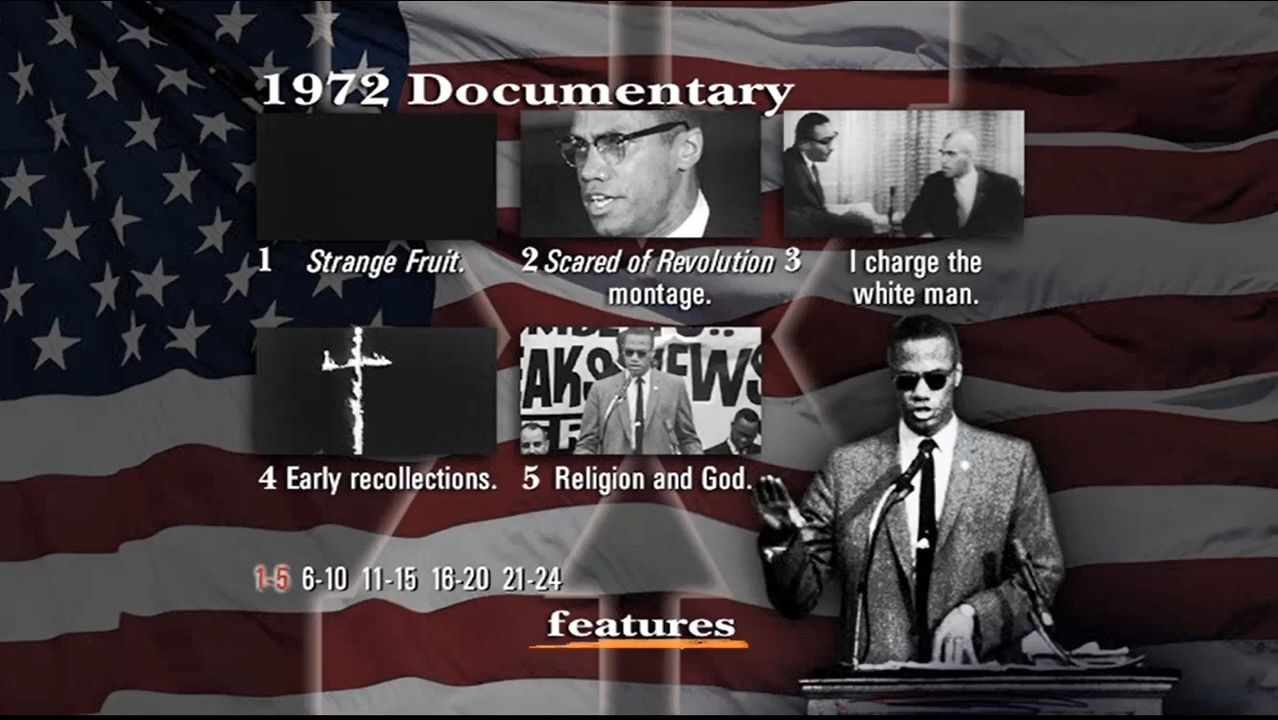 1972 Documentary
1 Strange Fruit.
2 Scared of Revolution
montage.
3 I charge the
white man.
4 Early recollections.
5 Religion and God.
1-5 6-10 11-15 16-20 21-24
features